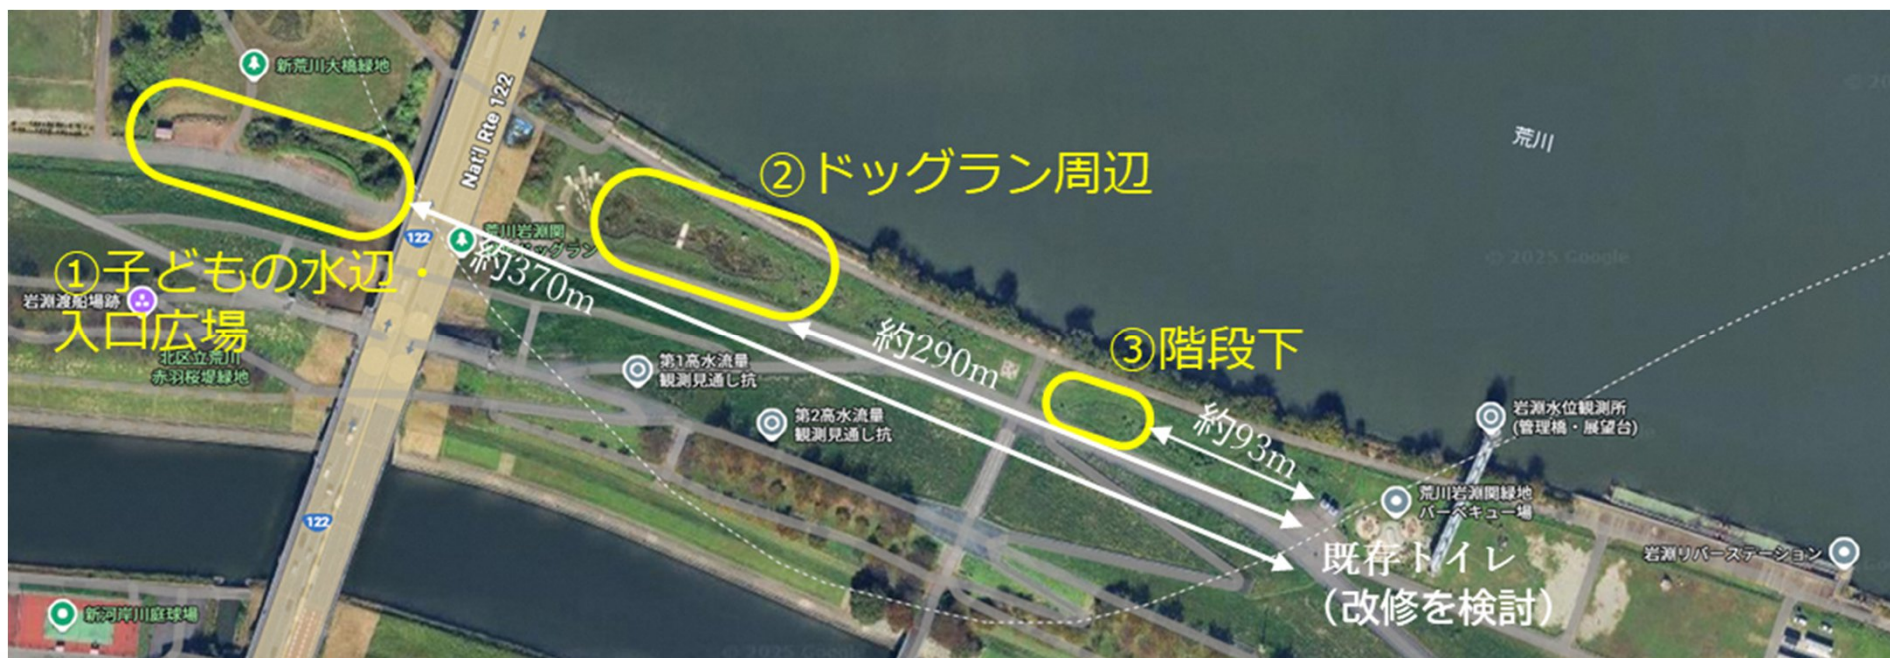 新荒川大橋緑地
Nat'l Rte 122
荒川
②ドッグラン周辺
122
荒川岩淵関
ドッグラン
約370m
①子どもの水辺
入口広場
岩淵渡船場跡
北区立荒川
赤羽桜堤緑地
約290m
③階段下
第1高水流量
観測見通し杭
第2高水流量
観測見通し杭
約93m
岩淵水位観測所
(管理橋・展望台)
荒川岩淵関緑地
バーベキュー場
122
既存トイレ
（改修を検討）
岩淵リバーステーション
新河岸川庭球場
© 2025 Google
© 2025 Google